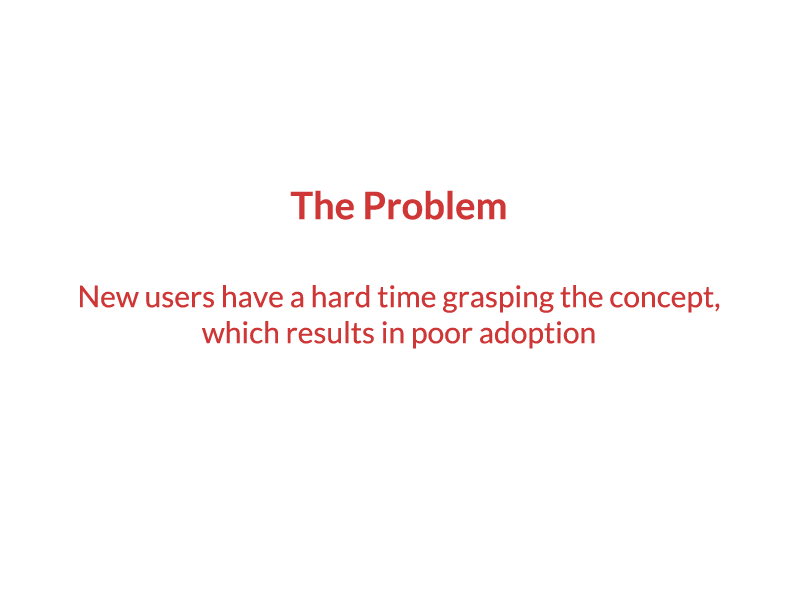 The Problem
New users have a hard time grasping the concept,
which results in poor adoption